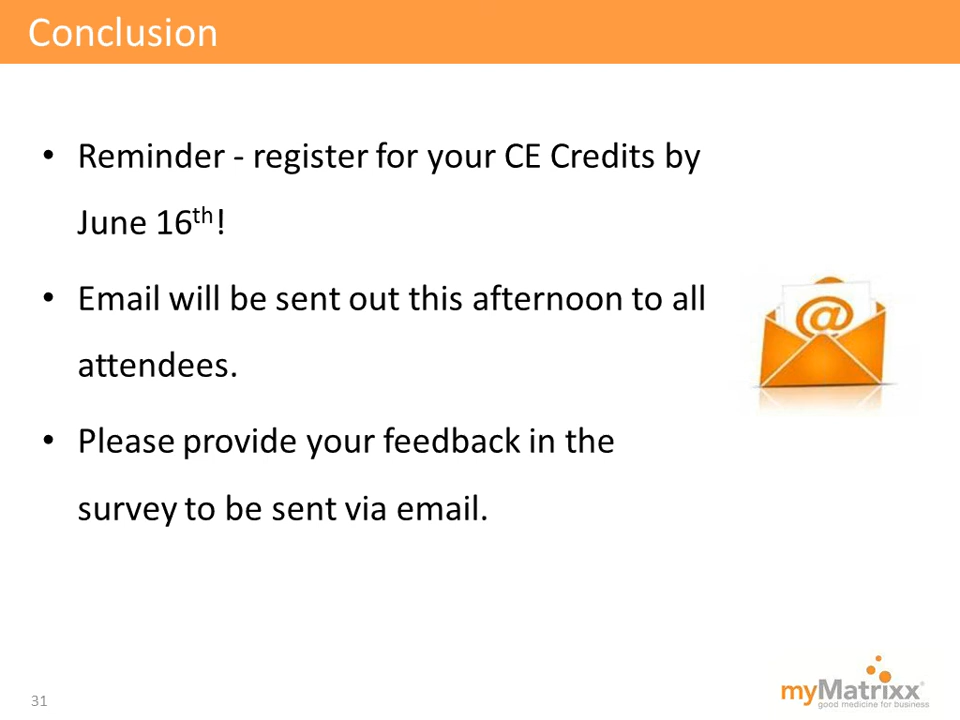 Conclusion
• Reminder - register for your CE Credits by
June 16th!
• Email will be sent out this afternoon to all
attendees.
• Please provide your feedback in the
survey to be sent via email.
@
31
myMatrixx®
good medicine for business